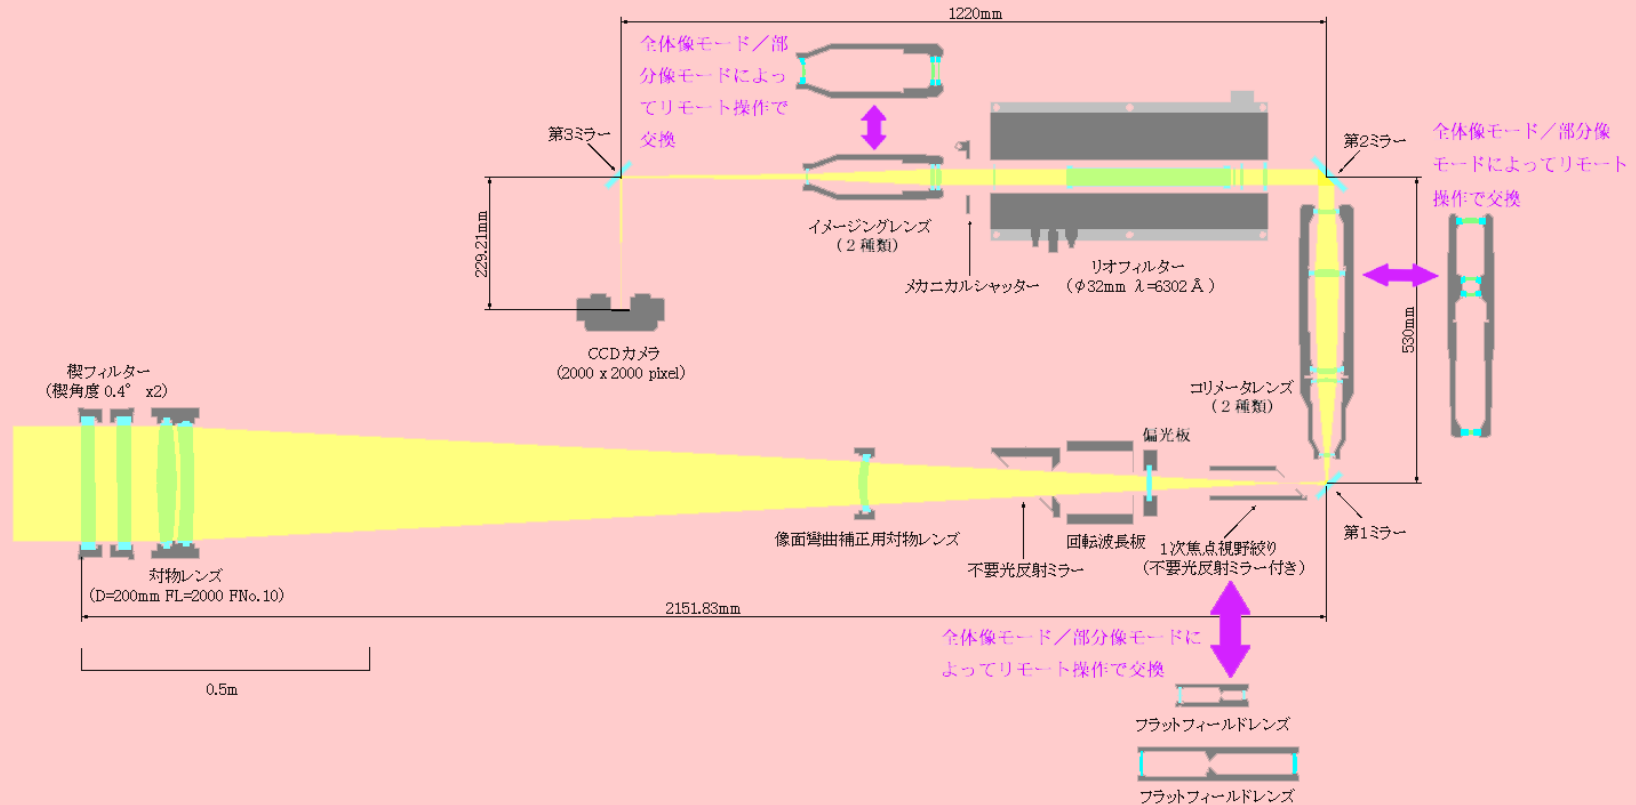 1220mm
全体像モード／部
分像モードによっ
てリモート操作で
交換
第3ミラー
第2ミラー
全体像モード／部分像
モードによってリモート
操作で交換
229.21mm
イメージングレンズ
(2種類)
メカニカルシャッター
リオフィルター
(φ32mm λ=6302Å)
530mm
CCDカメラ
(2000 x 2000 pixel)
楔フィルター
(楔角度 0.4° x2)
コリメータレンズ
(2種類)
偏光板
対物レンズ
(D=200mm FL=2000 FNo.10)
像面彎曲補正用対物レンズ
不要光反射ミラー
回転波長板
1次焦点視野絞り
(不要光反射ミラー付き)
第1ミラー
2151.83mm
全体像モード／部分像モードに
よってリモート操作で交換
0.5m
フラットフィールドレンズ
フラットフィールドレンズ